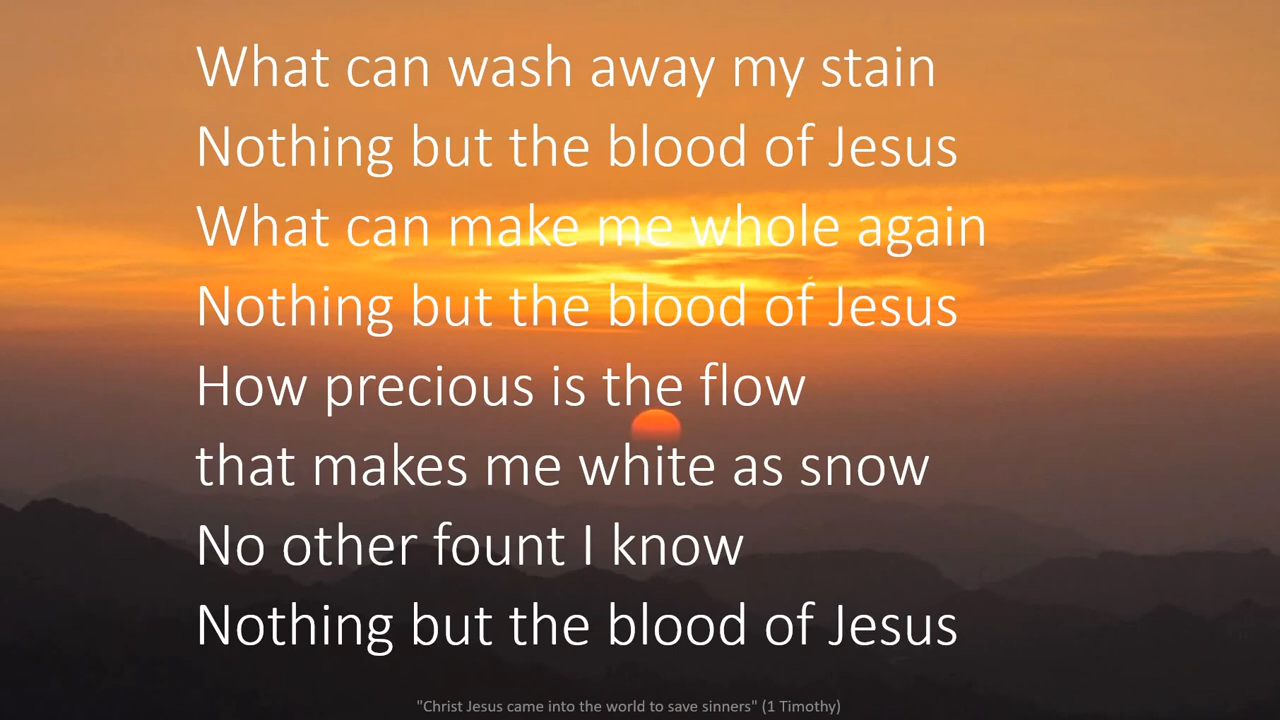 What can wash away my stain
Nothing but the blood of Jesus
What can make me whole again
Nothing but the blood of Jesus
How precious is the flow
that makes me white as snow
No other fount I know
Nothing but the blood of Jesus
"Christ Jesus came into the world to save sinners" (1 Timothy)